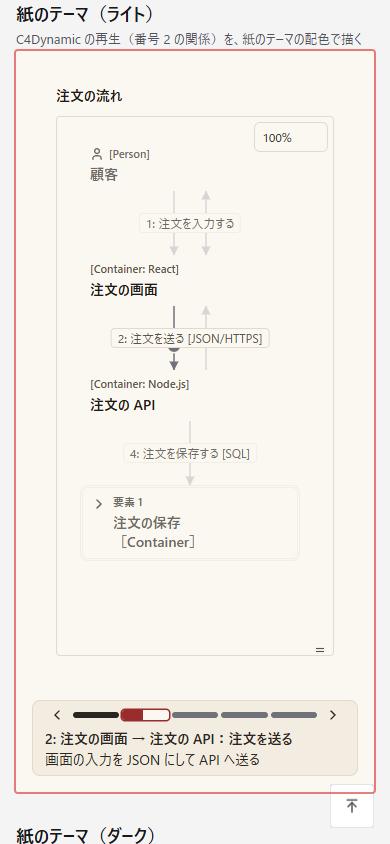 紙のテーマ（ライト）
C4Dynamic の再生（番号 2 の関係）を、紙のテーマの配色で描く
注文の流れ
100%
[Person]
顧客
1: 注文を入力する
[Container: React]
注文の画面
2: 注文を送る [JSON/HTTPS]
[Container: Node.js]
注文の API
4: 注文を保存する [SQL]
要素 1
注文の保存
［Container］
2: 注文の画面 → 注文の API：注文を送る
画面の入力を JSON にして API へ送る
紙のテーマ（ダーク）